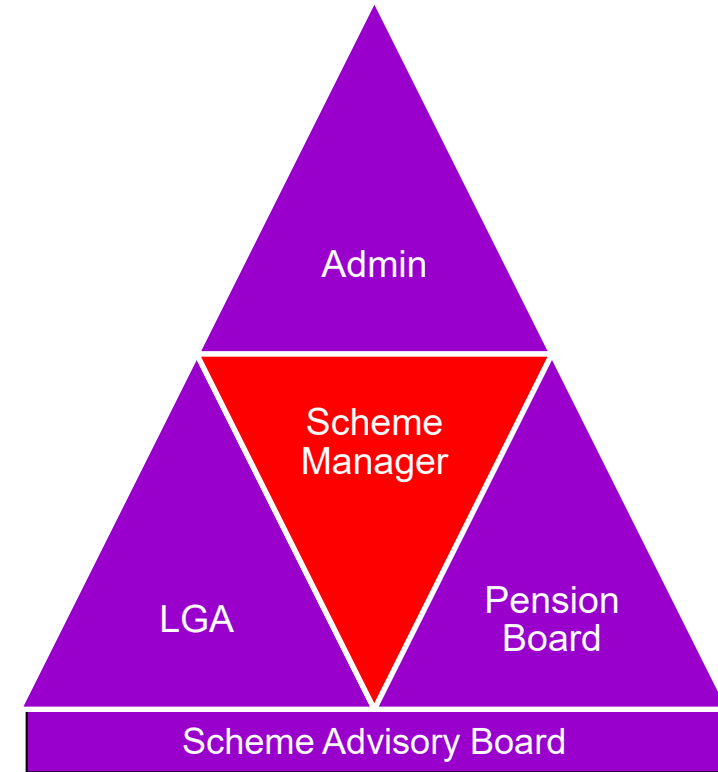 Admin
Scheme
Manager
LGA
Pension
Board
Scheme Advisory Board